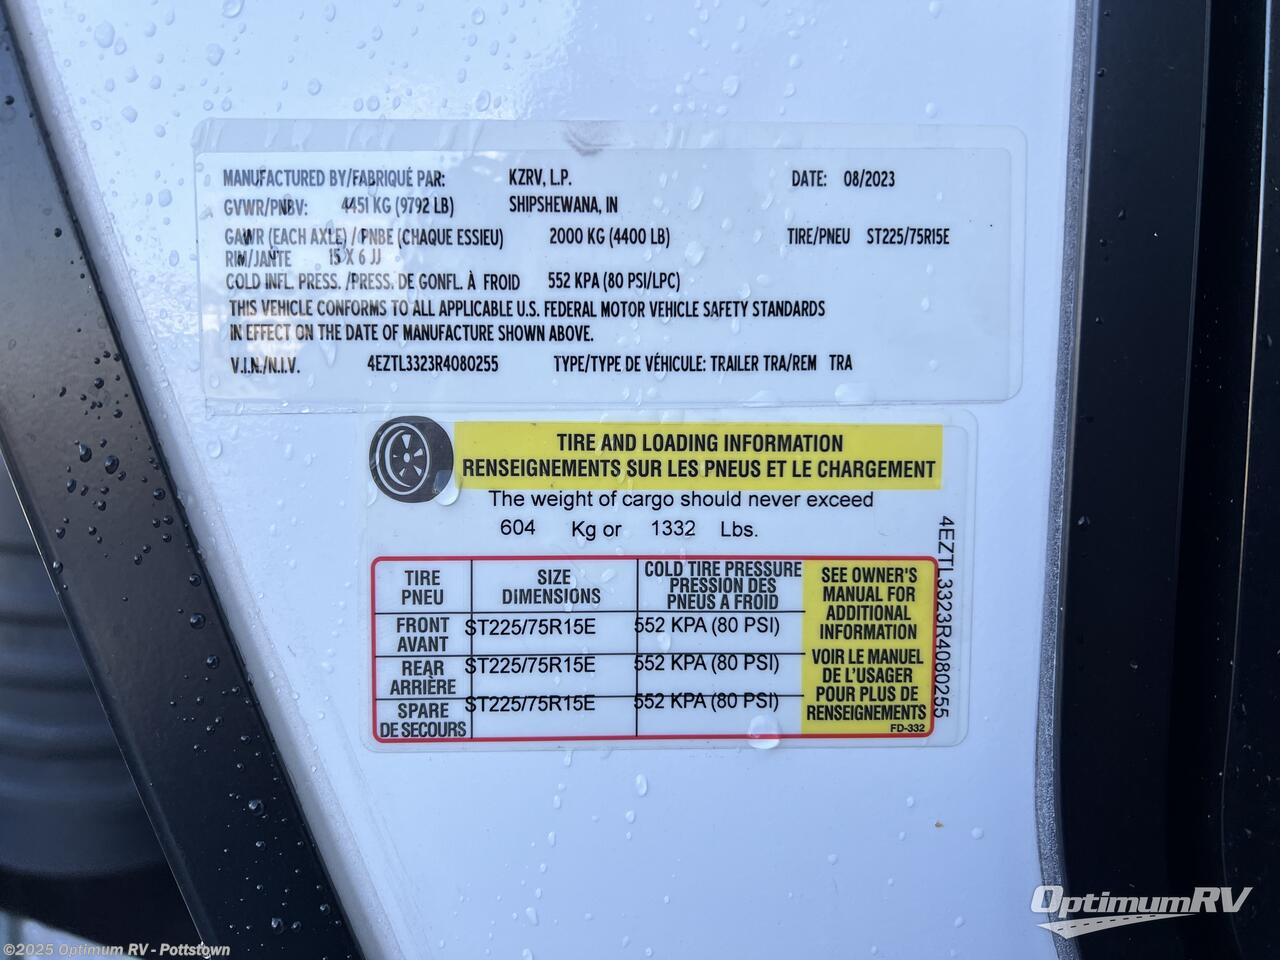 MANUFACTURED BY/FABRIQUÉ PAR: KZRV, L.P. DATE: 08/2023
GVWR/PNBV: 4451 KG (9792 LB) SHIPSHEWANA, IN
GAWR (EACH AXLE) / PNBE (CHAQUE ESSIEU) 2000 KG (4400 LB) TIRE/PNEU ST225/75R15E
RIM/JANTE 15 X 6 JJ
COLD INFL. PRESS. /PRESS. DE GONFL. À FROID 552 KPA (80 PSI/LPC)
THIS VEHICLE CONFORMS TO ALL APPLICABLE U.S. FEDERAL MOTOR VEHICLE SAFETY STANDARDS
IN EFFECT ON THE DATE OF MANUFACTURE SHOWN ABOVE.
V.I.N./N.I.V. 4EZTL3323R4080255 TYPE/TYPE DE VÉHICULE: TRAILER TRA/REM TRA
TIRE AND LOADING INFORMATION
RENSEIGNEMENTS SUR LES PNEUS ET LE CHARGEMENT
The weight of cargo should never exceed
604 Kg or 1332 Lbs.
TIRE
PNEU
SIZE
DIMENSIONS
COLD TIRE PRESSURE
PRESSION DES
PNEUS A FROID
FRONT
AVANT
ST225/75R15E 552 KPA (80 PSI)
REAR
ARRIÈRE
ST225/75R15E 552 KPA (80 PSI)
SPARE
DE SECOURS
ST225/75R15E 552 KPA (80 PSI)
SEE OWNER'S
MANUAL FOR
ADDITIONAL
INFORMATION
VOIR LE MANUEL
DE L'USAGER
POUR PLUS DE
RENSEIGNEMENTS
FD-332
4EZTL3323R4080255
OptimumRV
©2025 Optimum RV - Pottstown